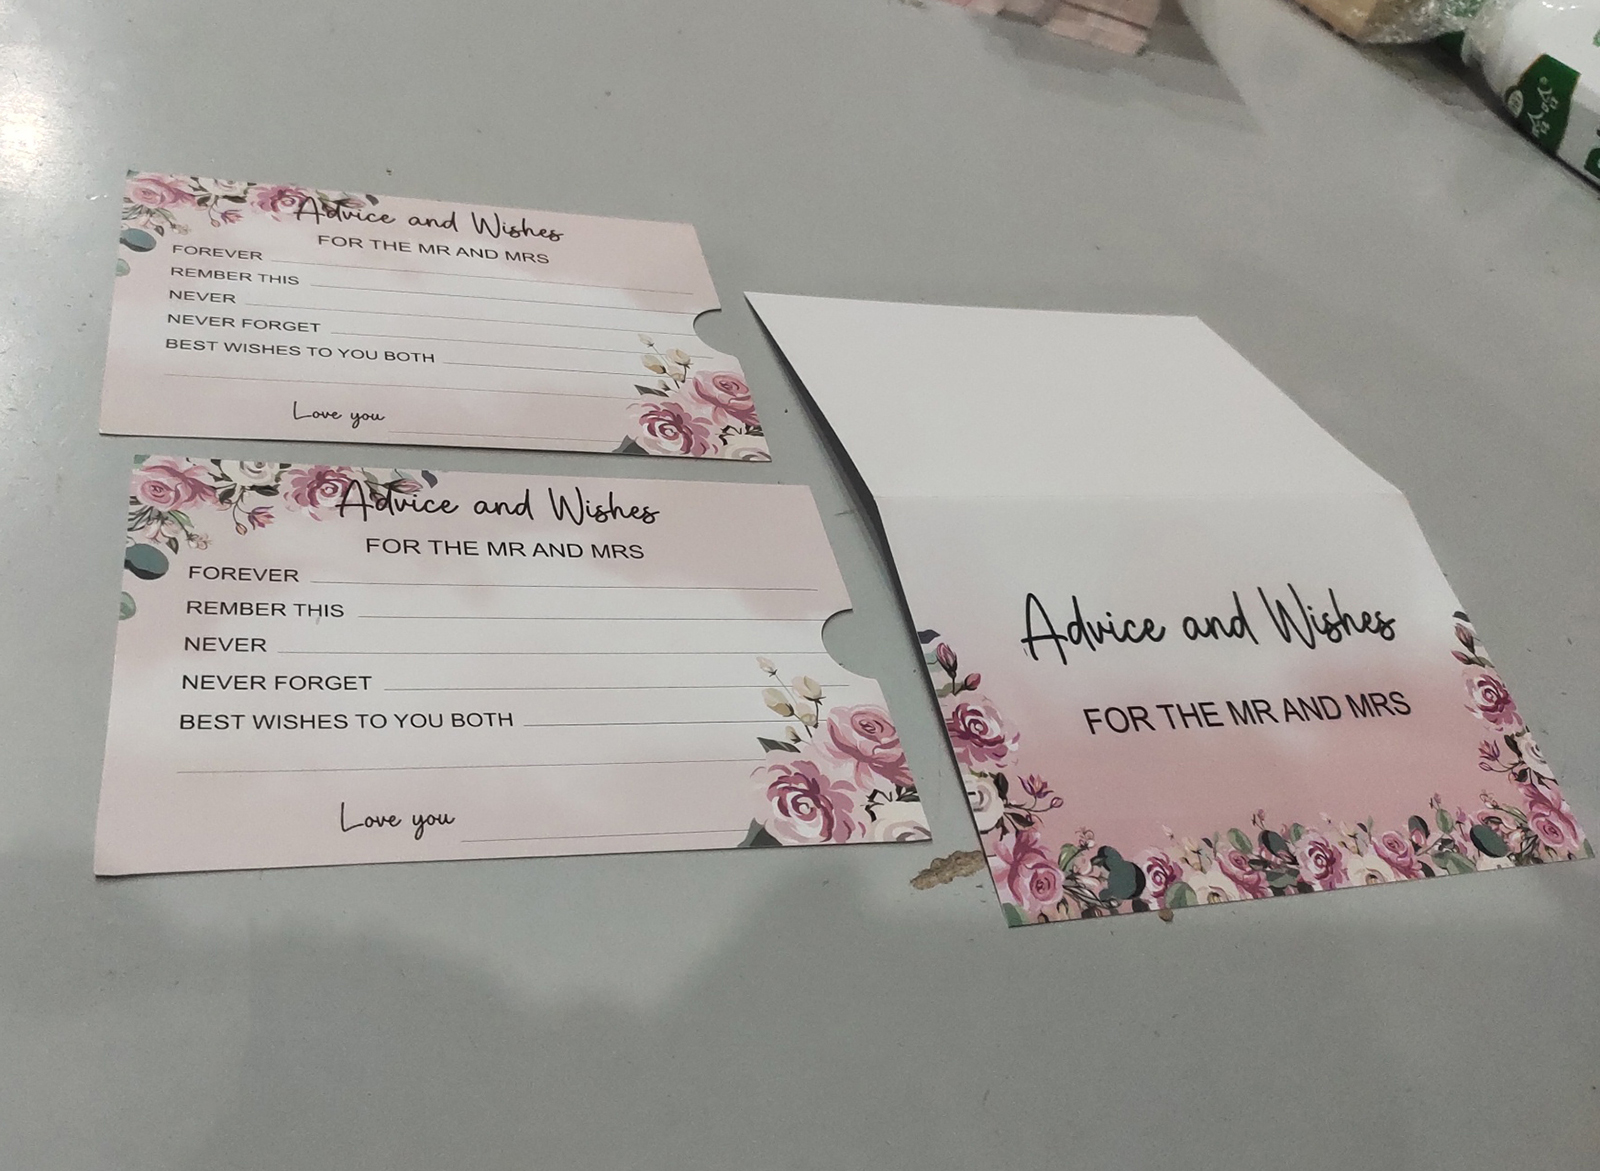 Advice and Wishes
FOR THE MR AND MRS
FOREVER
REMBER THIS
NEVER
NEVER FORGET
BEST WISHES TO YOU BOTH
Love you
Advice and Wishes
FOR THE MR AND MRS
FOREVER
REMBER THIS
NEVER
NEVER FORGET
BEST WISHES TO YOU BOTH
Love you
Advice and Wishes
FOR THE MR AND MRS